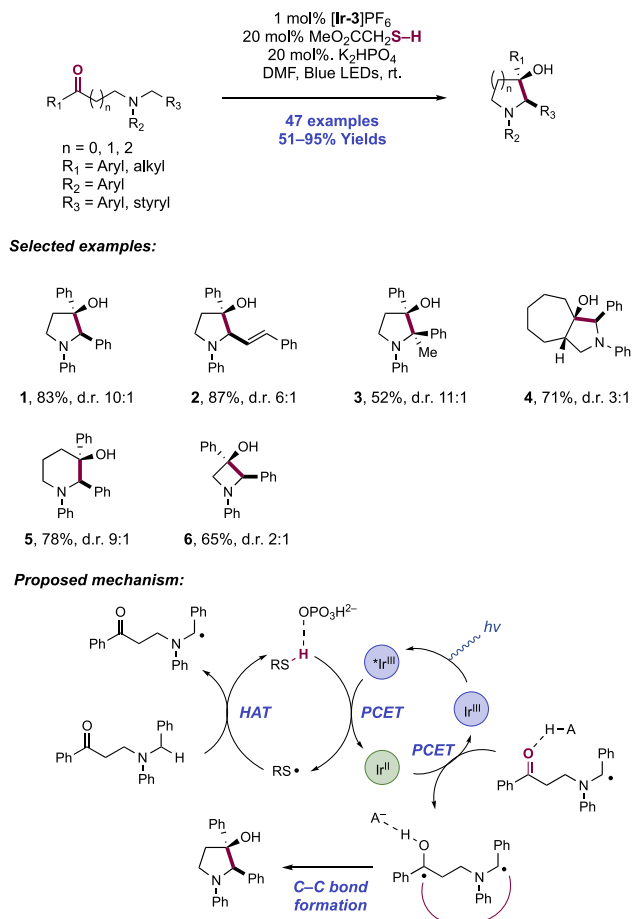 1 mol% [Ir-3]PF6
20 mol% MeO2CCH2S–H
20 mol%. K2HPO4
DMF, Blue LEDs, rt.
47 examples
51–95% Yields
O
R1
( )n
N
R2
R3
n = 0, 1, 2
R1 = Aryl, alkyl
R2 = Aryl
R3 = Aryl, styryl
R1
OH
( )n
N
R2
R3
Selected examples:
Ph
OH
N
Ph
Ph
1, 83%, d.r. 10:1
Ph
OH
N
Ph
Ph
2, 87%, d.r. 6:1
Ph
OH
Ph
N
Me
Ph
3, 52%, d.r. 11:1
OH
Ph
N
Ph
H
4, 71%, d.r. 3:1
Ph
OH
N
Ph
Ph
5, 78%, d.r. 9:1
Ph
OH
N
Ph
Ph
6, 65%, d.r. 2:1
Proposed mechanism:
O
Ph
Ph
N
Ph
•
OPO3H2–
RS
H
hv
*IrIII
IrIII
HAT
PCET
PCET
IrII
O
Ph
Ph
N
H
Ph
RS•
H–A
O
Ph
Ph
N
Ph
•
A–
H
O
Ph
Ph
N
Ph
•
•
C–C bond
formation
Ph
OH
N
Ph
Ph